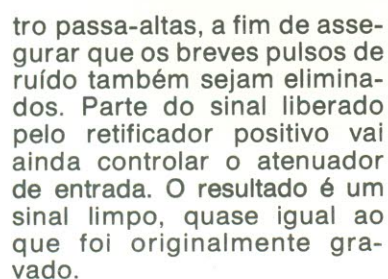 tro passa-altas, a fim de asse-
gurar que os breves pulsos de
ruído também sejam elimina-
dos. Parte do sinal liberado
pelo retificador positivo vai
ainda controlar o atenuador
de entrada. O resultado é um
sinal limpo, quase igual ao
que foi originalmente gra-
vado.